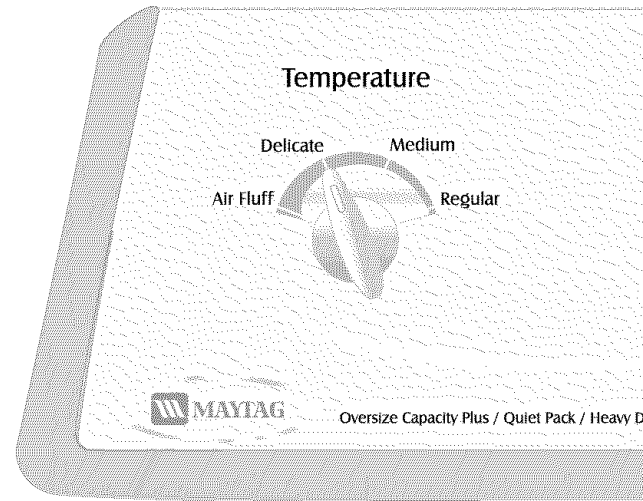 Temperature
Delicate
Medium
Air Fluff
Regular
MAYTAG
Oversize Capacity Plus / Quiet Pack / Heavy D